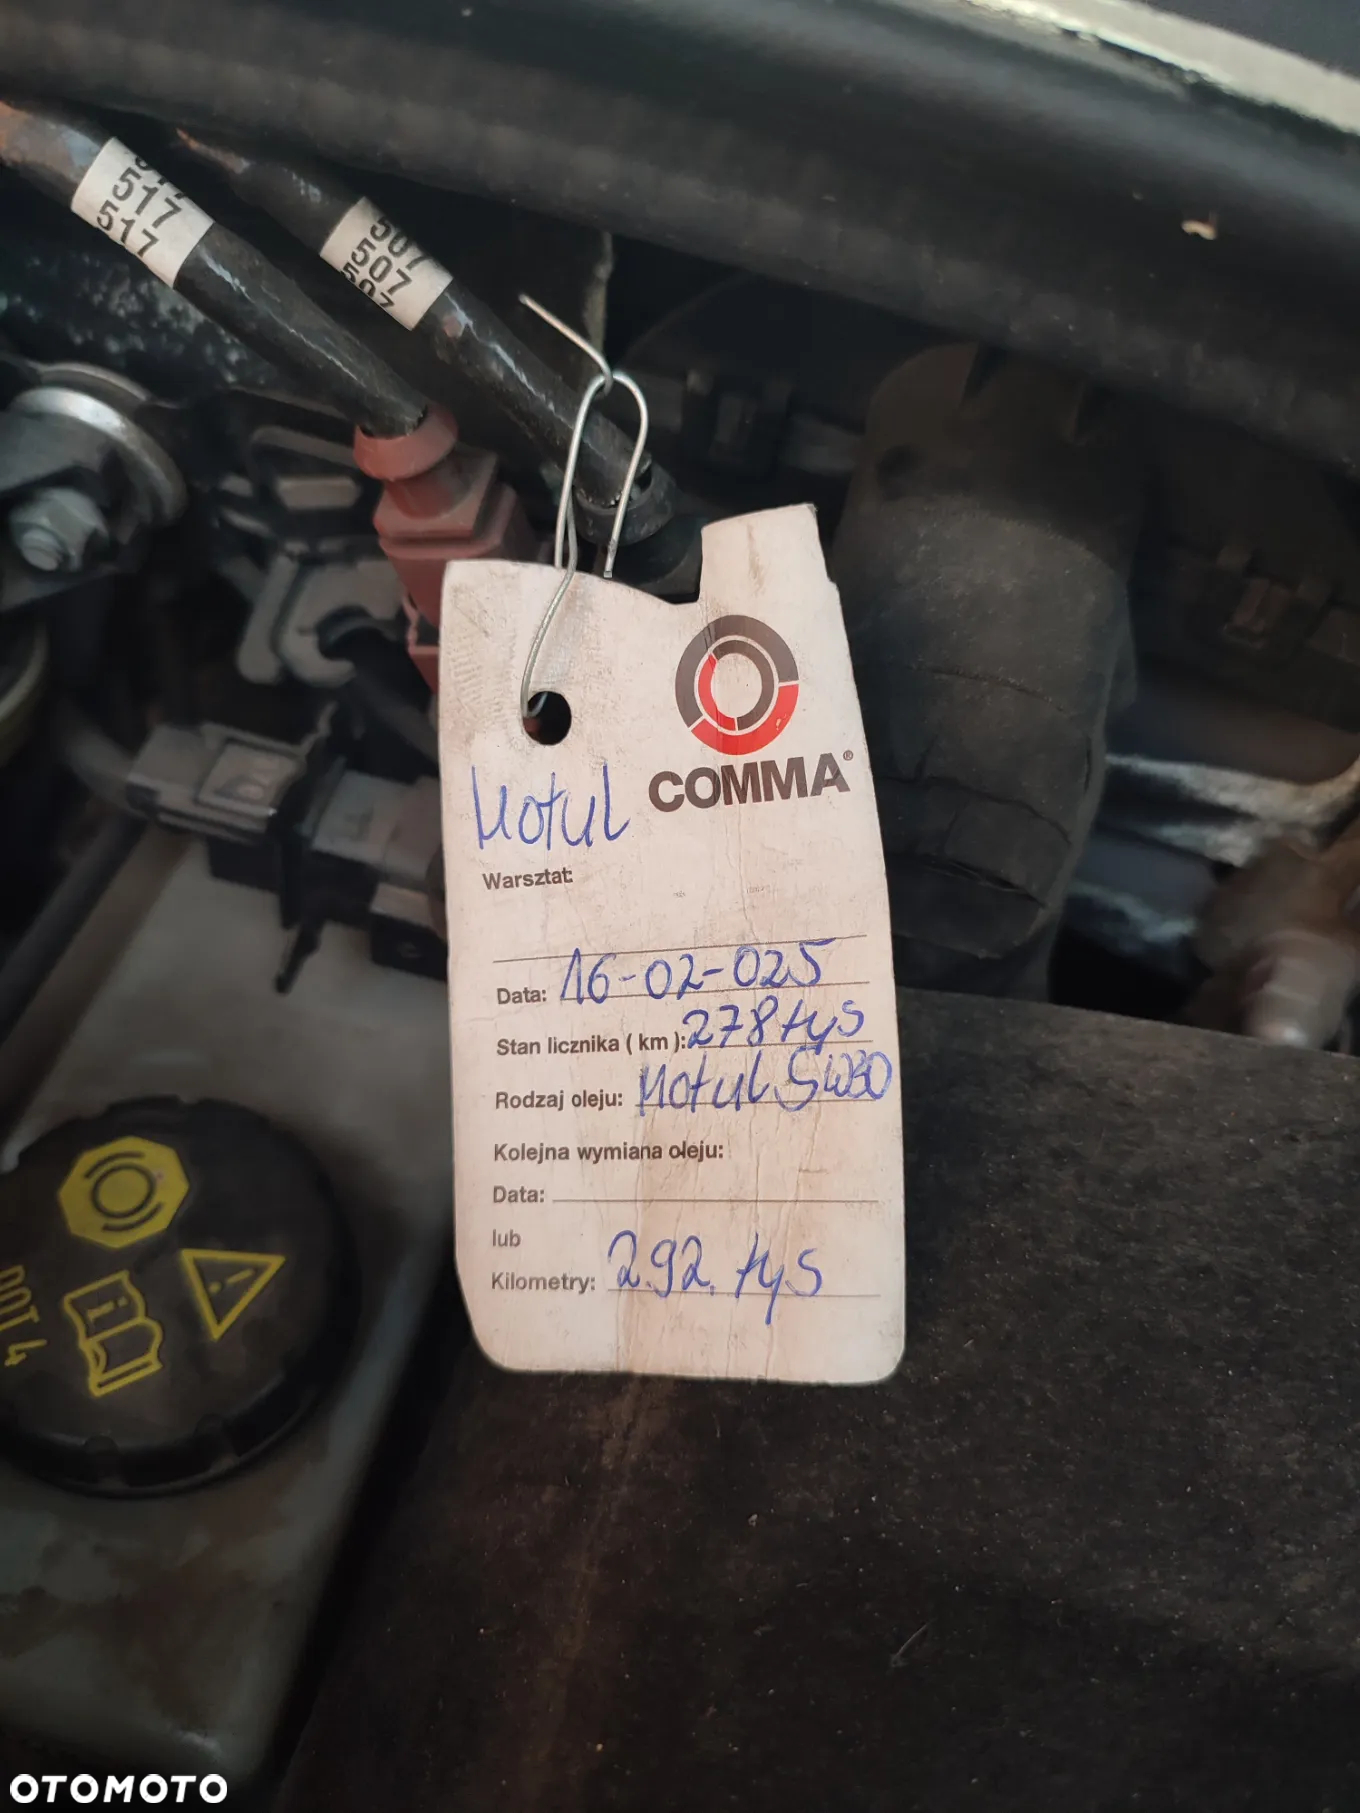 517
517
507
507
507
COMMA®
Motul
Warsztat:
Data: 16-02-025
Stan licznika ( km ): 278 tys
Rodzaj oleju: Motul 5W30
Kolejna wymiana oleju:
Data:
lub
Kilometry: 292. tys
DOT 4
OTOMOTO